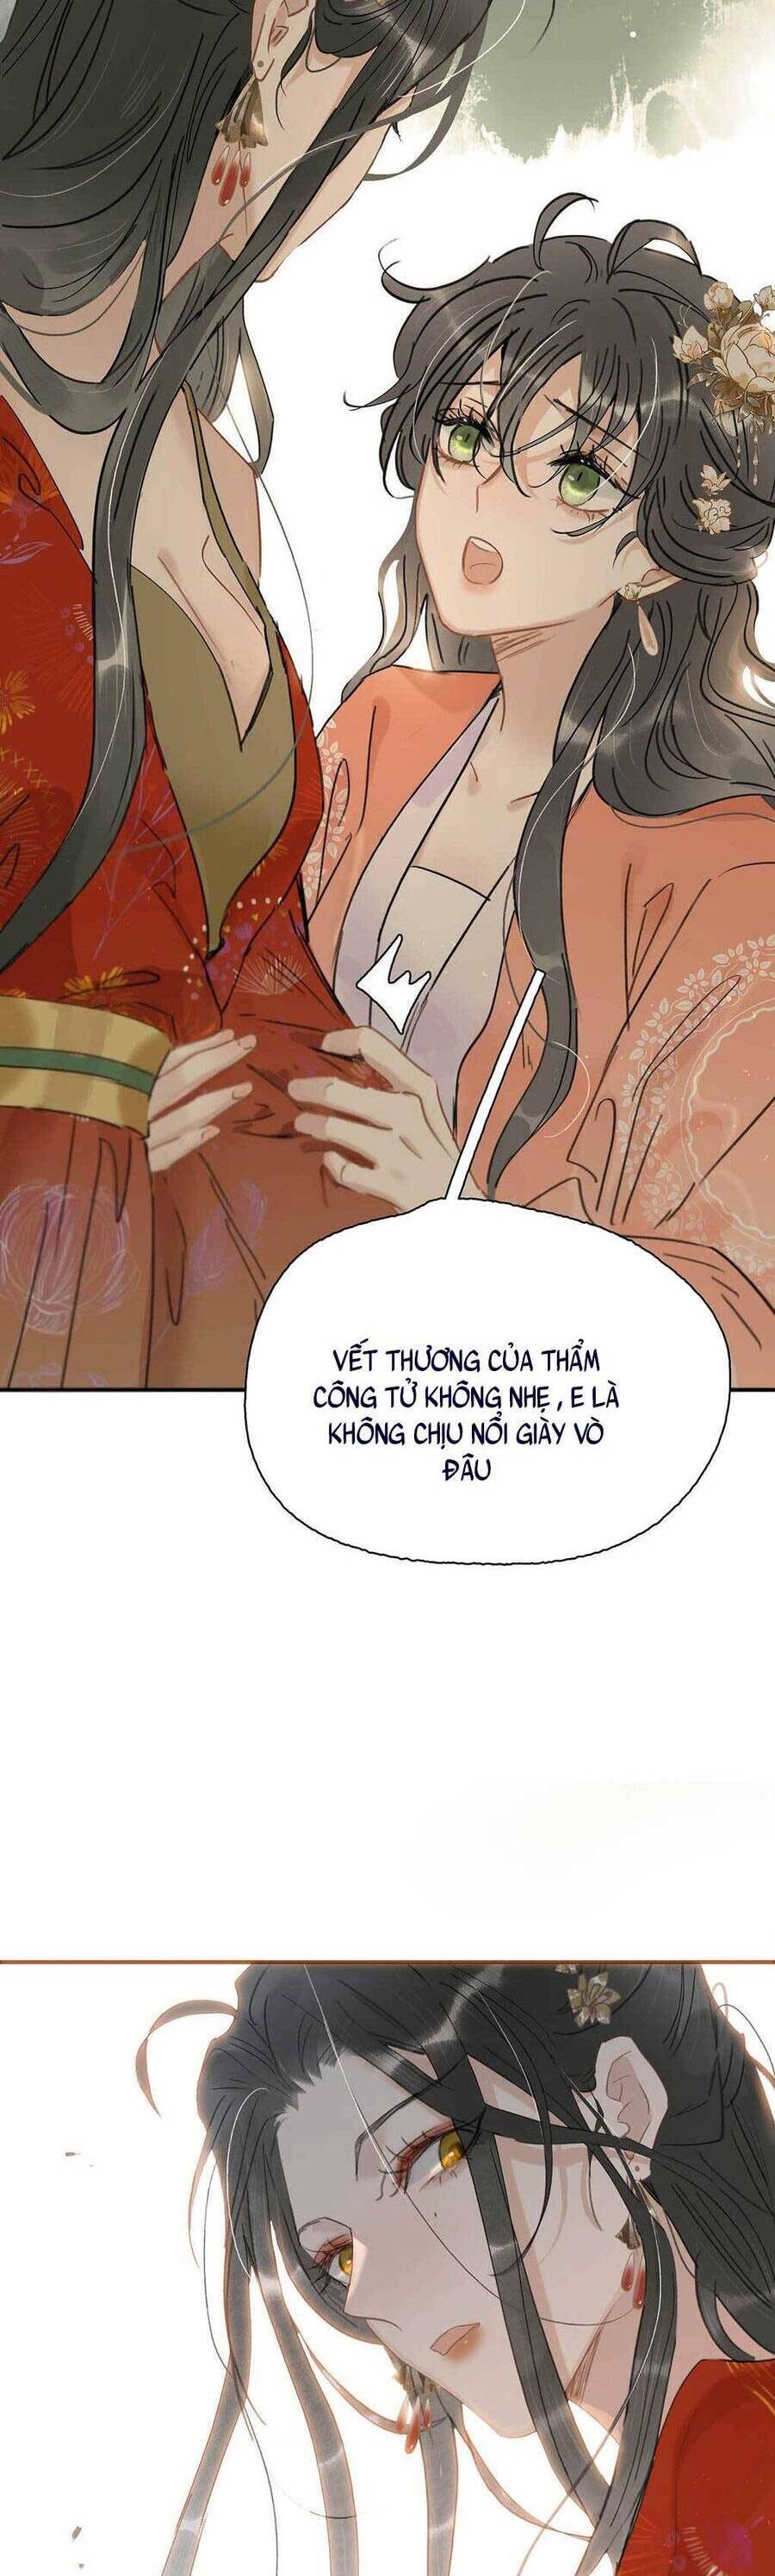 VẾT THƯƠNG CỦA THẨM
CÔNG TỬ KHÔNG NHẸ , E LÀ
KHÔNG CHỊU NỔI GIÀY VÒ
ĐÂU